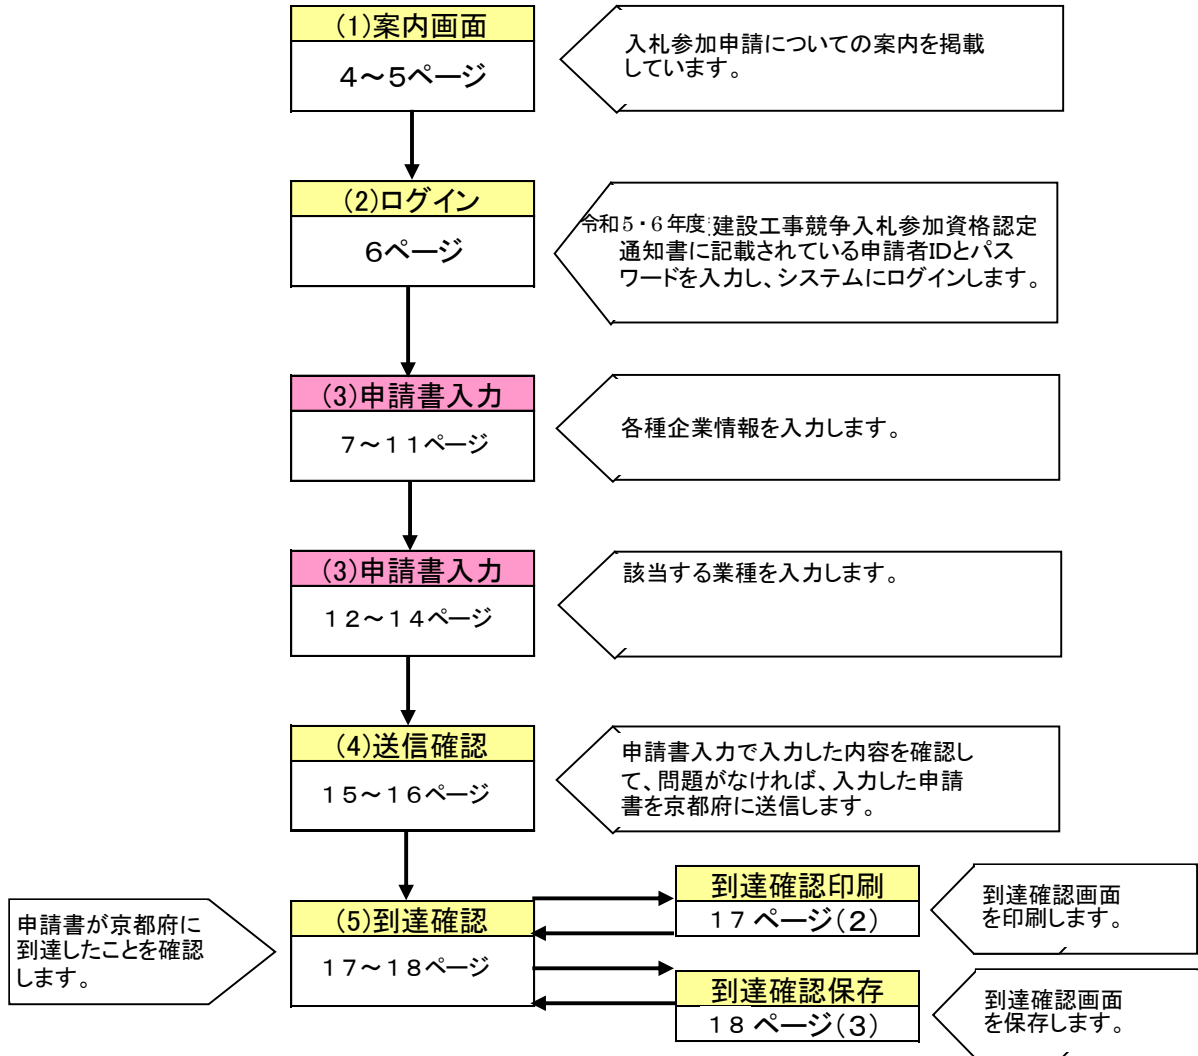 (1)案内画面
4～5ページ
入札参加申請についての案内を掲載
しています。
(2)ログイン
6ページ
令和5・6年度 建設工事競争入札参加資格認定
通知書に記載されている申請者IDとパス
ワードを入力し、システムにログインします。
(3)申請書入力
7～11ページ
各種企業情報を入力します。
(3)申請書入力
12～14ページ
該当する業種を入力します。
(4)送信確認
15～16ページ
申請書入力で入力した内容を確認し
て、問題がなければ、入力した申請
書を京都府に送信します。
申請書が京都府に
到達したことを確認
します。
(5)到達確認
17～18ページ
到達確認印刷
17 ページ(2)
到達確認画面
を印刷します。
到達確認保存
18 ページ(3)
到達確認画面
を保存します。